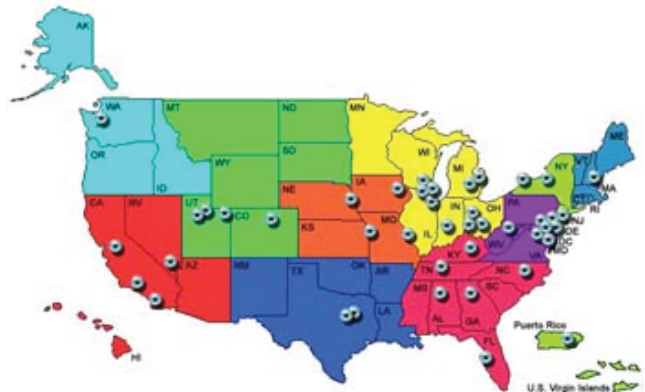 AK
WA
MT
ND
MN
OR
ID
WY
SD
WI
MI
NY
VT
ME
MA
CT
RI
CA
NV
UT
CO
NE
IA
KS
MO
IL
IN
OH
PA
NJ
DE
DC
MD
WV
VA
KY
AZ
NM
TX
OK
AR
LA
TN
NC
MS
AL
GA
SC
FL
HI
Puerto Rico
U.S. Virgin Islands